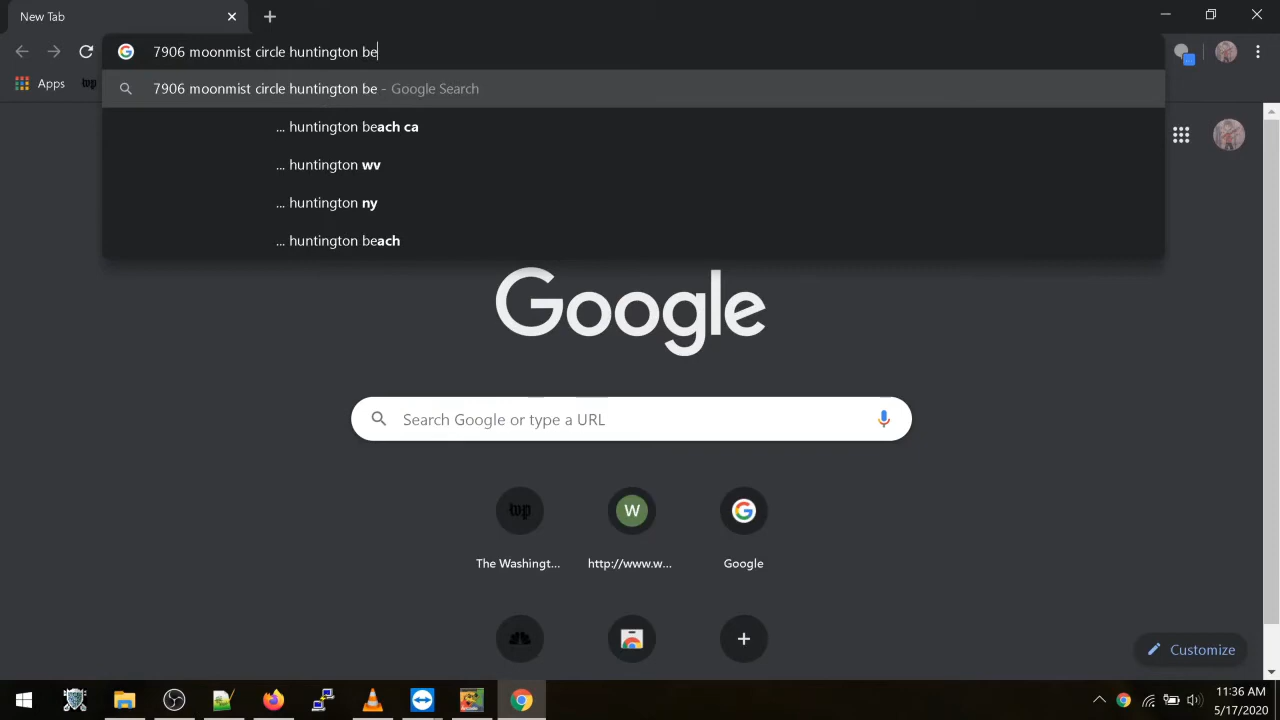 New Tab
7906 moonmist circle huntington be
Apps
7906 moonmist circle huntington be - Google Search
... huntington beach ca
... huntington wv
... huntington ny
... huntington beach
Google
Search Google or type a URL
wp
W
G
The Washingt...
http://www.w...
Google
Customize
11:36 AM
5/17/2020